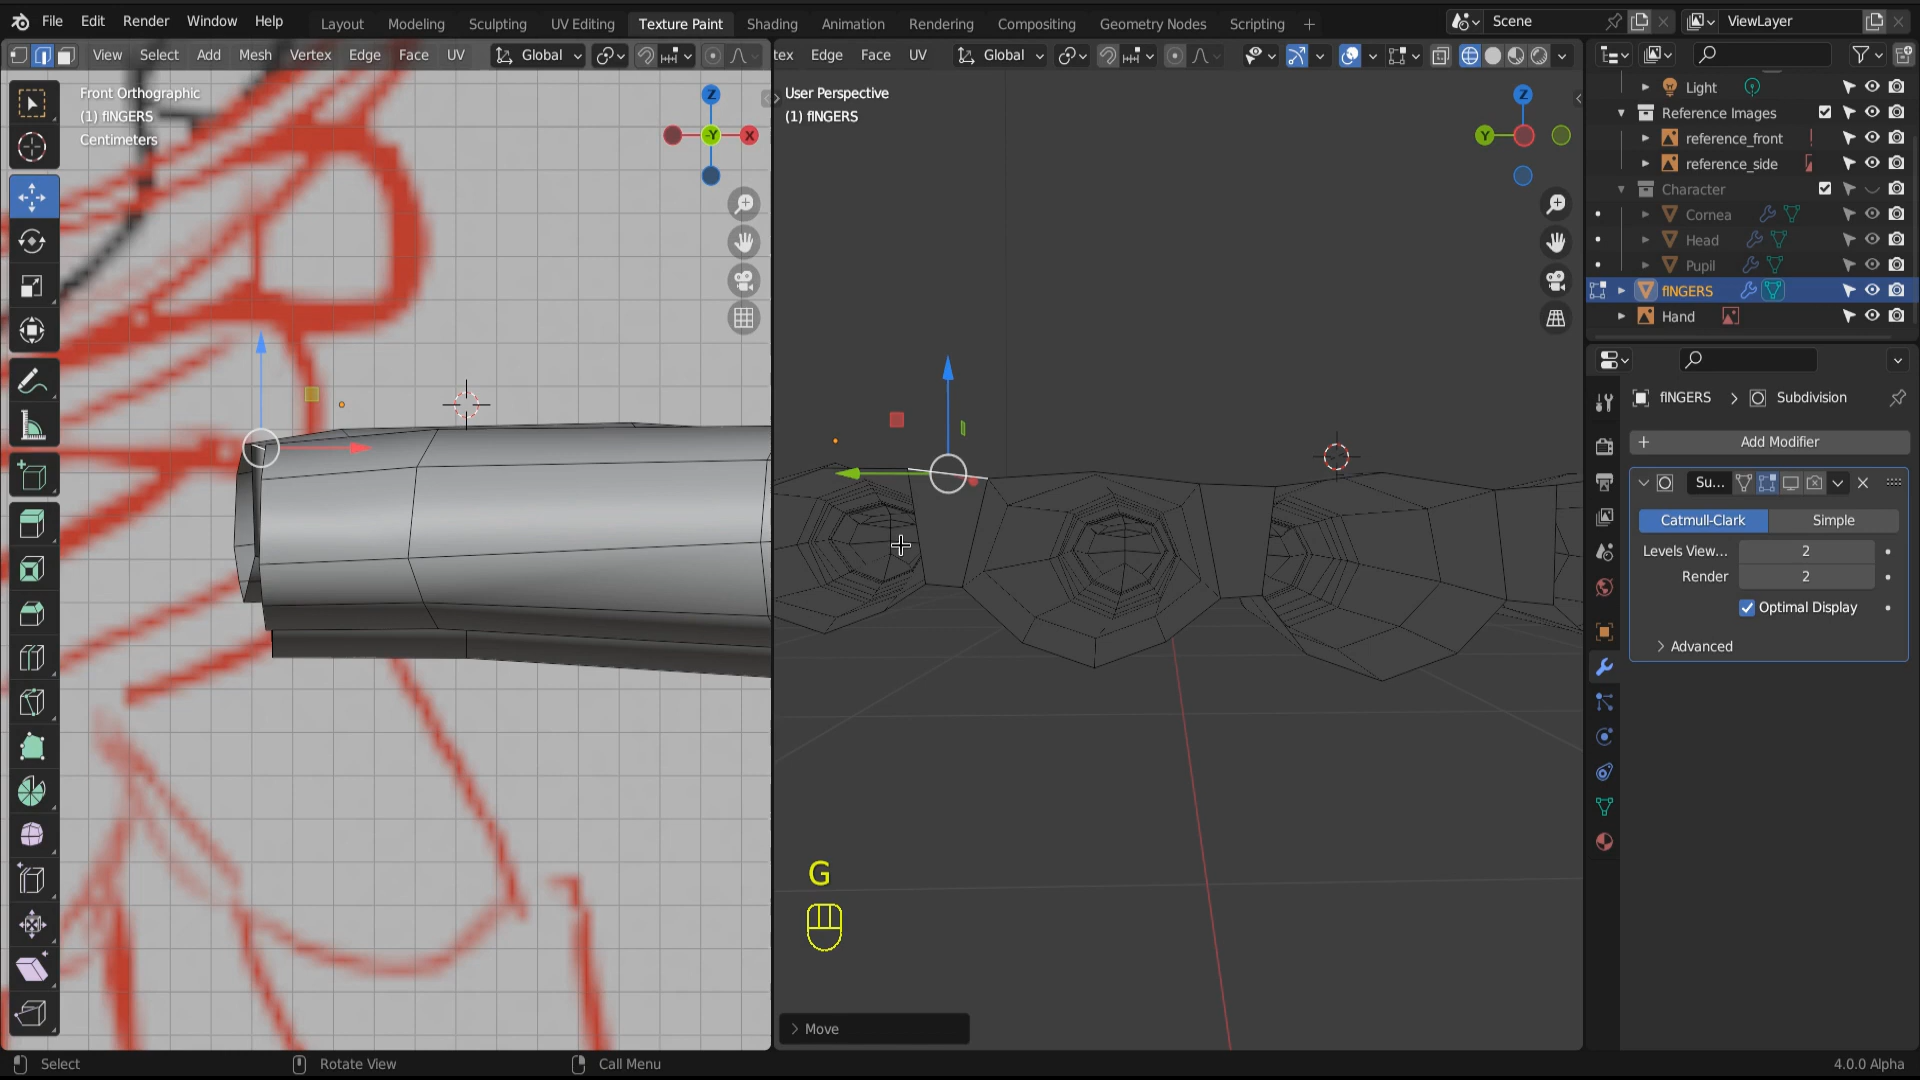 File Edit Render Window Help
Layout Modeling Sculpting UV Editing Texture Paint Shading Animation Rendering Compositing Geometry Nodes Scripting +
Scene
ViewLayer
View Select Add Mesh Vertex Edge Face UV Global
tex Edge Face UV Global
Front Orthographic
(1) fINGERS
Centimeters
Z
-Y
X
User Perspective
(1) fINGERS
Z
Y
G
Move
Light
Reference Images
reference_front
reference_side
Character
Cornea
Head
Pupil
fINGERS
Hand
fINGERS > Subdivision
+ Add Modifier
Su...
Catmull-Clark Simple
Levels View... 2
Render 2
Optimal Display
Advanced
Select Rotate View Call Menu 4.0.0 Alpha